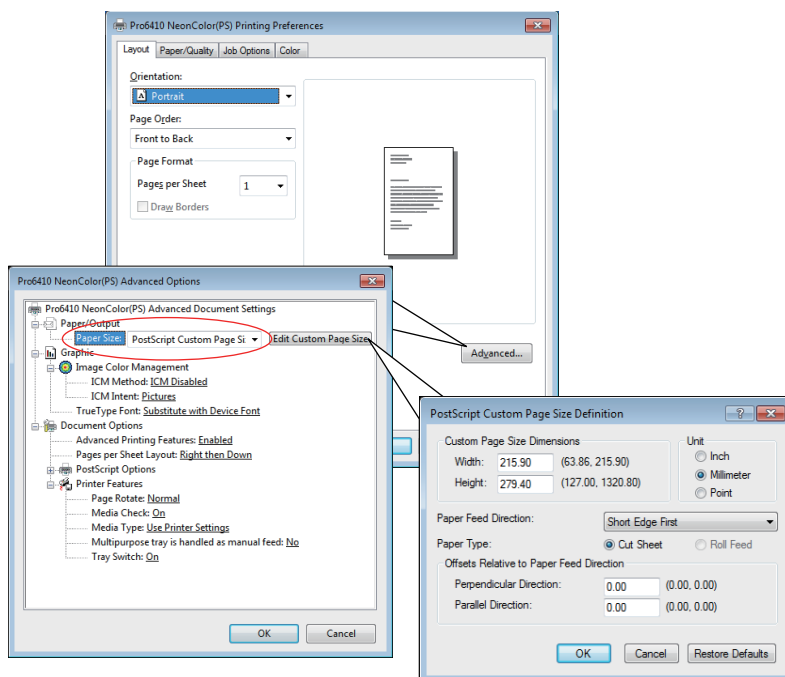 Pro6410 NeonColor(PS) Printing Preferences
Layout Paper/Quality Job Options Color
Orientation:
Portrait
Page Order:
Front to Back
Page Format
Pages per Sheet 1
Draw Borders
Advanced...
Pro6410 NeonColor(PS) Advanced Options
Pro6410 NeonColor(PS) Advanced Document Settings
Paper/Output
Paper Size: PostScript Custom Page Si Edit Custom Page Size
Graphic
Image Color Management
ICM Method: ICM Disabled
ICM Intent: Pictures
TrueType Font: Substitute with Device Font
Document Options
Advanced Printing Features: Enabled
Pages per Sheet Layout: Right then Down
PostScript Options
Printer Features
Page Rotate: Normal
Media Check: On
Media Type: Use Printer Settings
Multipurpose tray is handled as manual feed: No
Tray Switch: On
OK Cancel
PostScript Custom Page Size Definition
Custom Page Size Dimensions
Width: 215.90 (63.86, 215.90)
Height: 279.40 (127.00, 1320.80)
Unit
Inch
Millimeter
Point
Paper Feed Direction: Short Edge First
Paper Type: Cut Sheet Roll Feed
Offsets Relative to Paper Feed Direction
Perpendicular Direction: 0.00 (0.00, 0.00)
Parallel Direction: 0.00 (0.00, 0.00)
OK Cancel Restore Defaults